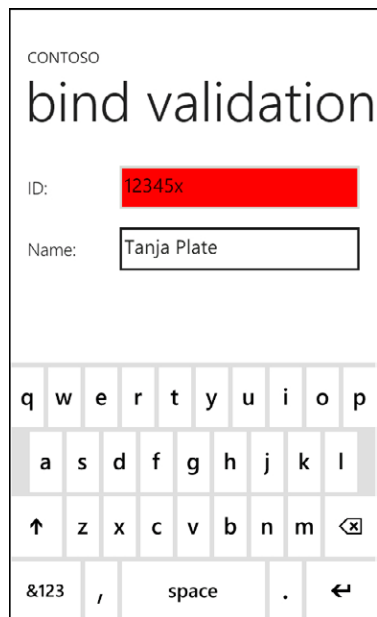 CONTOSO
bind validation
ID: 12345x
Name: Tanja Plate
q w e r t y u i o p
a s d f g h j k l
z x c v b n m
&123 , space .